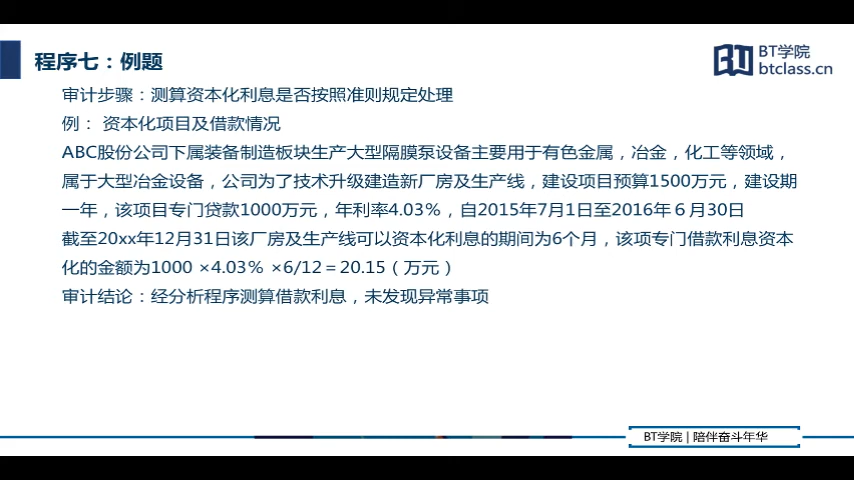 程序七：例题
BT学院
btclass.cn
审计步骤：测算资本化利息是否按照准则规定处理
例： 资本化项目及借款情况
ABC股份公司下属装备制造板块生产大型隔膜泵设备主要用于有色金属，冶金，化工等领域，
属于大型冶金设备，公司为了技术升级建造新厂房及生产线，建设项目预算1500万元，建设期
一年，该项目专门贷款1000万元，年利率4.03%，自2015年7月1日至2016年６月30日
截至20xx年12月31日该厂房及生产线可以资本化利息的期间为6个月，该项专门借款利息资本
化的金额为1000 ×4.03% ×6/12＝20.15（万元）
审计结论：经分析程序测算借款利息，未发现异常事项
BT学院 | 陪伴奋斗年华